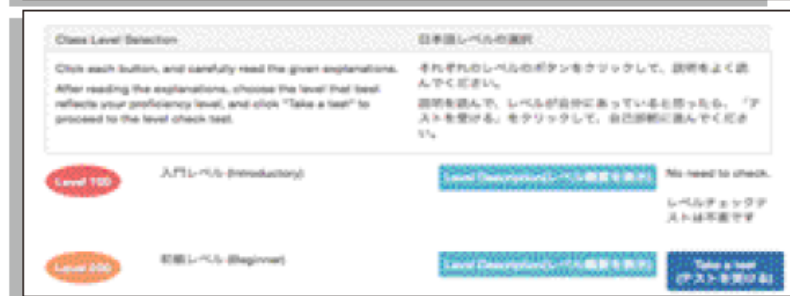 Class Level Selection
日本語レベルの選択
Click each button, and carefully read the given explanations.
After reading the explanations, choose the level that best
reflects your proficiency level, and click "Take a test" to
proceed to the level check test.
それぞれのレベルのボタンをクリックして、説明をよく読
んでください。
説明を読んで、レベルが自分にあっていると思ったら、「テ
ストを受ける」をクリックして、自己診断に進んでくださ
い。
Level 100
入門レベル (Introductory)
Level Description(レベル概要を表示)
No need to check.
レベルチェックテ
ストは不要です
Level 200
初級レベル (Beginner)
Level Description(レベル概要を表示)
Take a test
(テストを受ける)